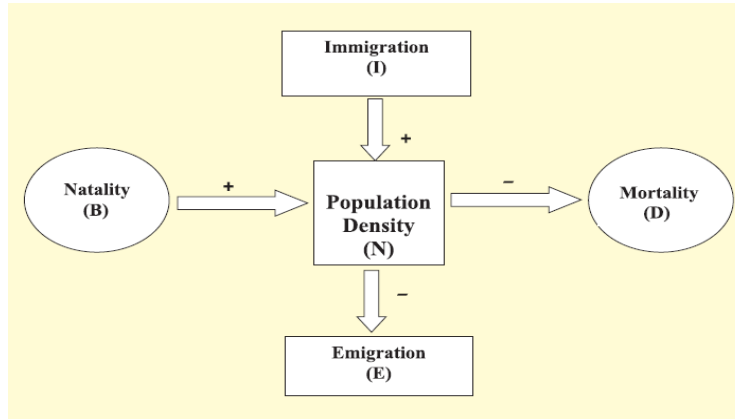 Immigration
(I)
+
Natality
(B)
+
Population
Density
(N)
–
Mortality
(D)
–
Emigration
(E)